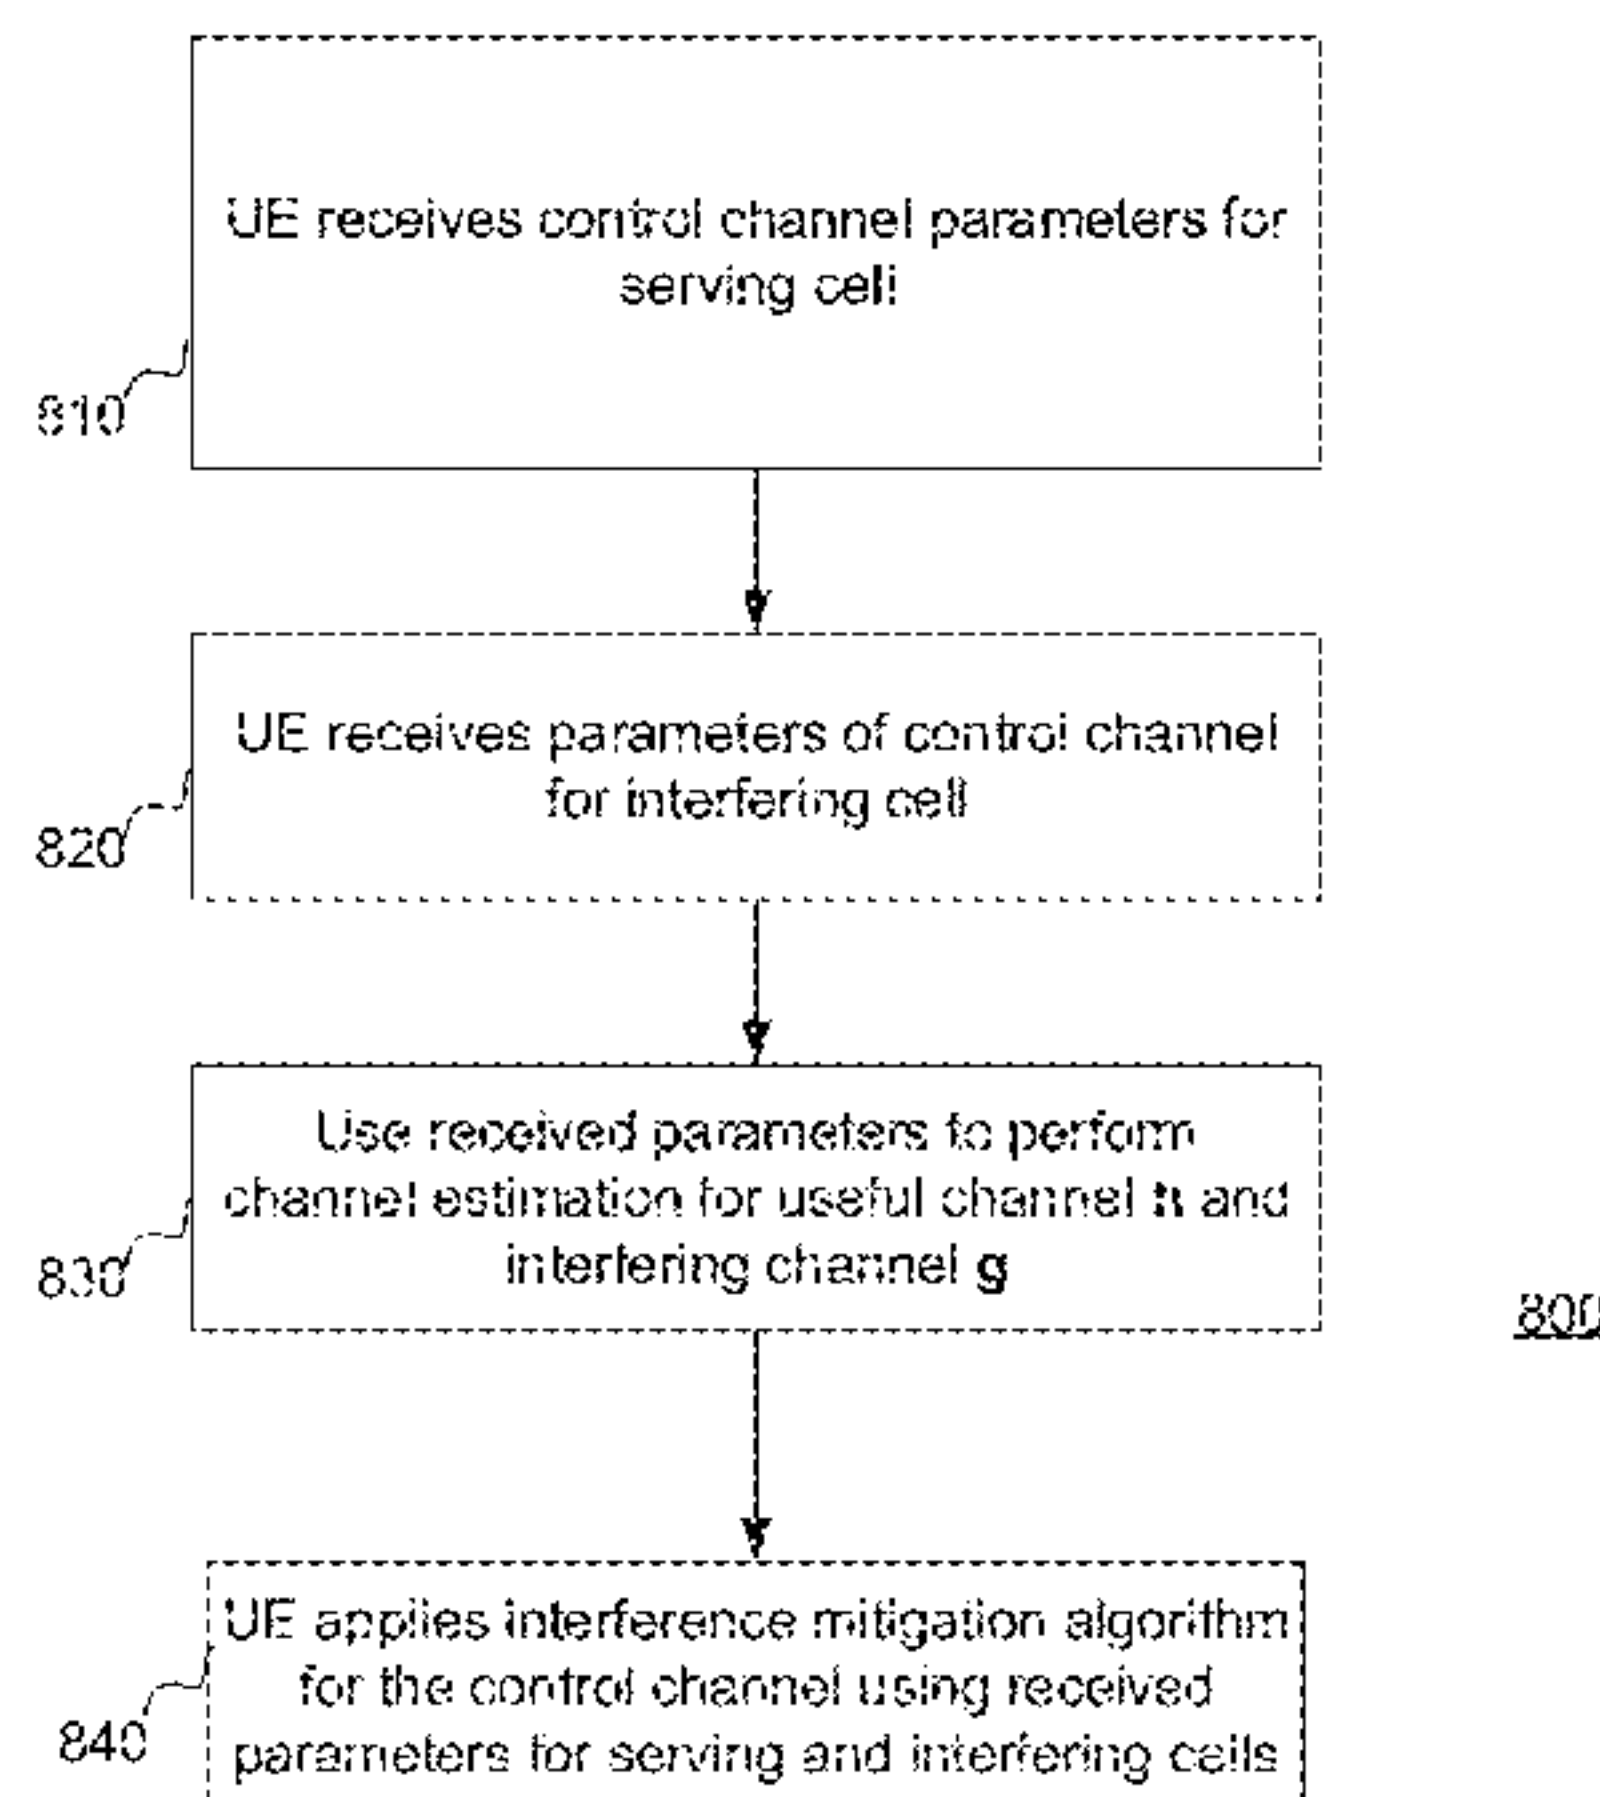 UE receives control channel parameters for
serving cell
810
UE receives parameters of control channel
for interfering cell
820
Use received parameters to perform
channel estimation for useful channel h and
interfering channel g
830
800
UE applies interference mitigation algorithm
for the control channel using received
parameters for serving and interfering cells
840